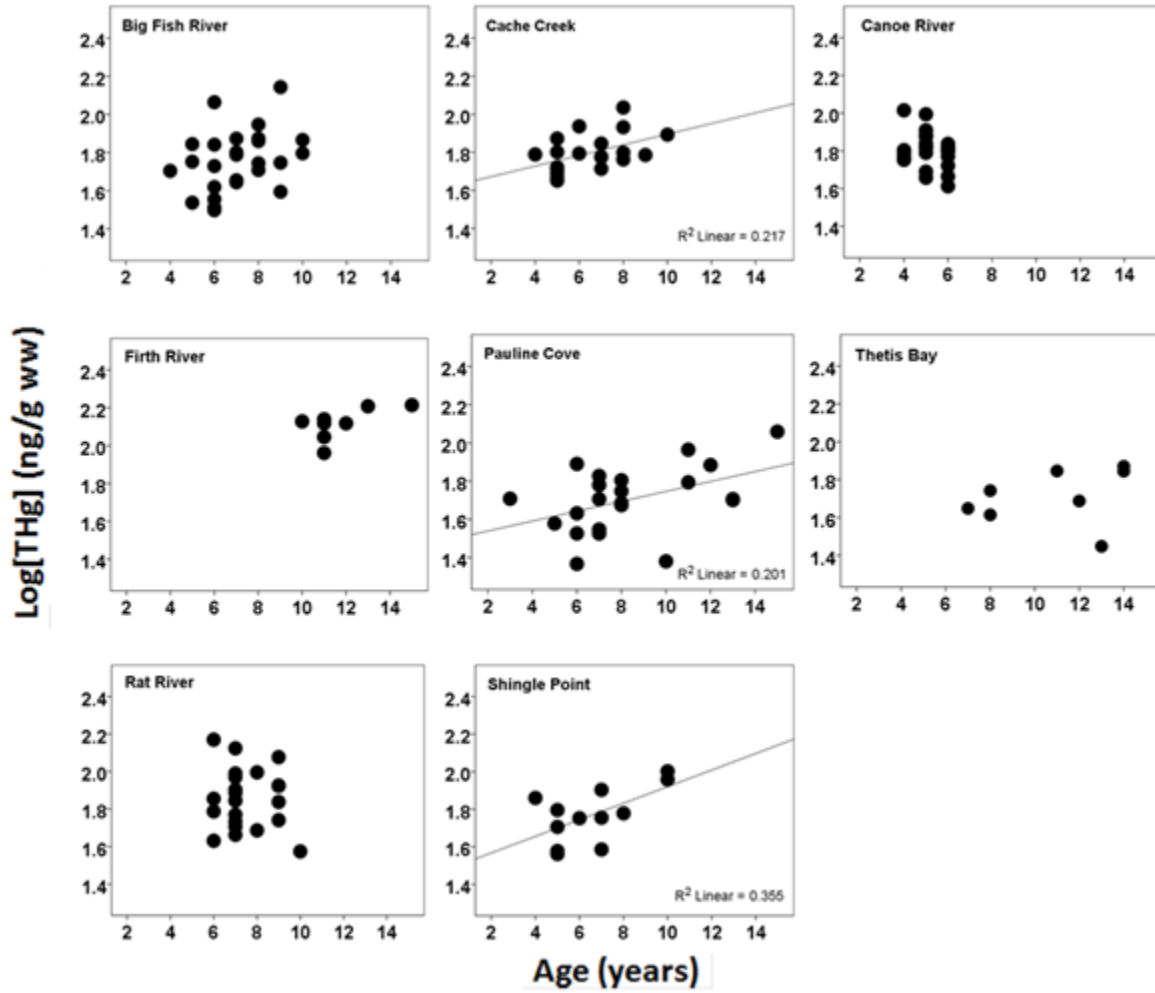 Big Fish River
2.4
2.2
2.0
1.8
1.6
1.4
2 4 6 8 10 12 14
Cache Creek
2.4
2.2
2.0
1.8
1.6
1.4
R² Linear = 0.217
2 4 6 8 10 12 14
Canoe River
2.4
2.2
2.0
1.8
1.6
1.4
2 4 6 8 10 12 14
Log[THg] (ng/g ww)
Firth River
2.4
2.2
2.0
1.8
1.6
1.4
2 4 6 8 10 12 14
Pauline Cove
2.4
2.2
2.0
1.8
1.6
1.4
R² Linear = 0.201
2 4 6 8 10 12 14
Thetis Bay
2.4
2.2
2.0
1.8
1.6
1.4
2 4 6 8 10 12 14
Rat River
2.4
2.2
2.0
1.8
1.6
1.4
2 4 6 8 10 12 14
Shingle Point
2.4
2.2
2.0
1.8
1.6
1.4
R² Linear = 0.355
2 4 6 8 10 12 14
Age (years)